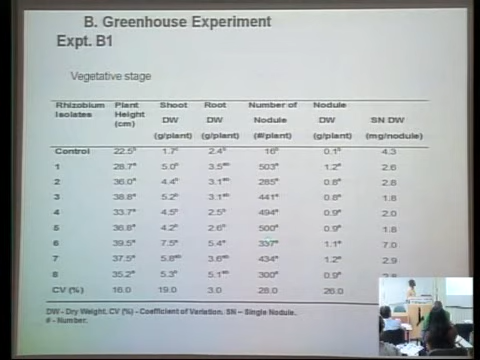 B. Greenhouse Experiment
Expt. B1
Vegetative stage
Rhizobium Isolates Plant Height (cm) Shoot DW (g/plant) Root DW (g/plant) Number of Nodule (#/plant) Nodule DW (g/plant) SN DW (mg/nodule)
Control 22.5 1.7 2.4 16 0.1 4.3
1 28.7 5.0 3.5 503 1.2 2.6
2 36.0 4.4 3.1 285 0.8 2.8
3 38.8 5.2 3.1 441 0.8 1.8
4 33.7 4.5 2.5 494 0.9 2.0
5 36.8 4.2 2.6 500 0.9 1.8
6 39.5 7.5 5.4 337 1.1 7.0
7 37.5 5.8 3.6 434 1.2 2.9
8 35.2 5.3 5.1 300 0.9
CV (%) 16.0 19.0 3.0 28.0 26.0
DW - Dry Weight, CV (%) - Coefficient of Variation. SN – Single Nodule.
# - Number.